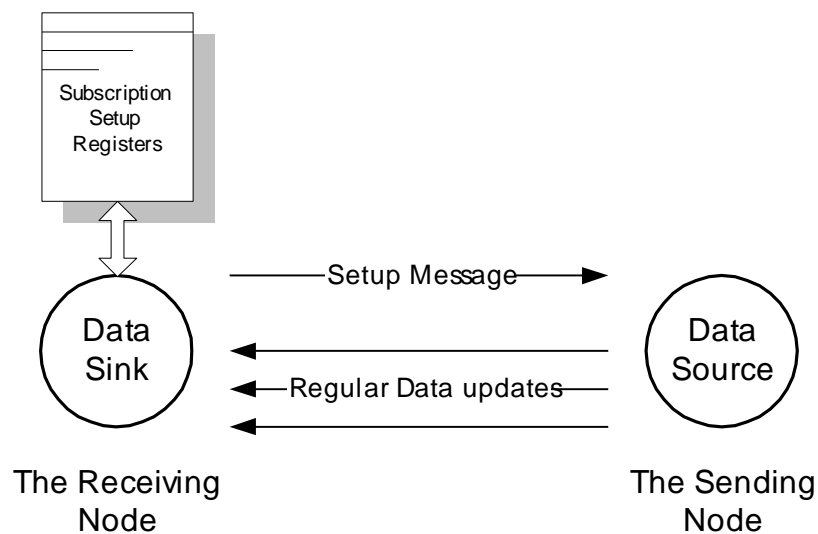 Subscription
Setup
Registers
Setup Message
Data
Sink
Data
Source
Regular Data updates
The Receiving
Node
The Sending
Node